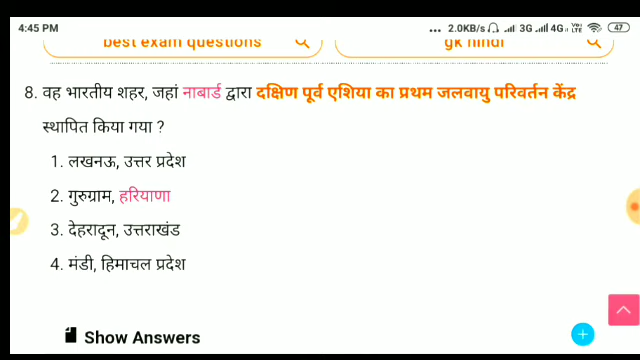 4:45 PM ... 2.0KB/s 3G 4G Vo LTE 47
best exam questions gk hindi
8. वह भारतीय शहर, जहां नाबार्ड द्वारा दक्षिण पूर्व एशिया का प्रथम जलवायु परिवर्तन केंद्र
स्थापित किया गया ?
1. लखनऊ, उत्तर प्रदेश
2. गुरुग्राम, हरियाणा
3. देहरादून, उत्तराखंड
4. मंडी, हिमाचल प्रदेश
Show Answers